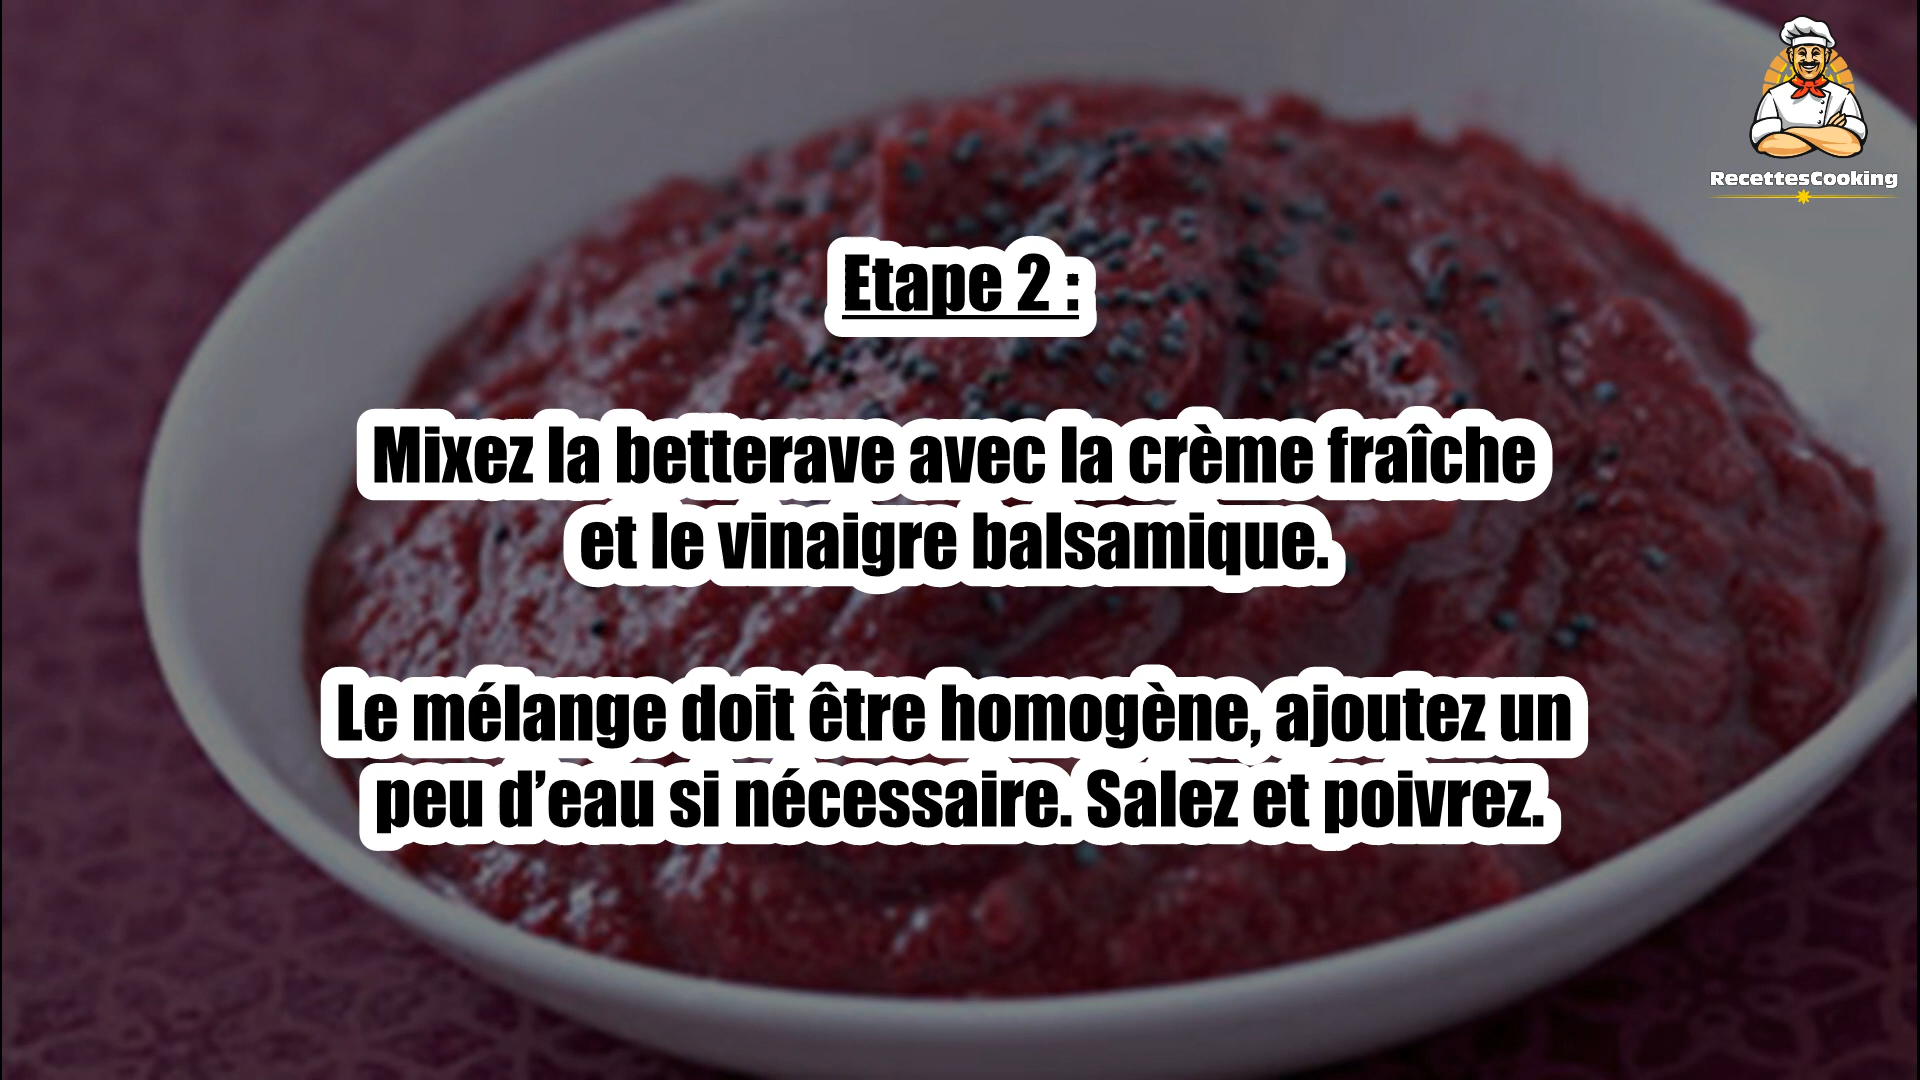 RecettesCooking
Etape 2 :
Mixez la betterave avec la crème fraîche
et le vinaigre balsamique.
Le mélange doit être homogène, ajoutez un
peu d’eau si nécessaire. Salez et poivrez.